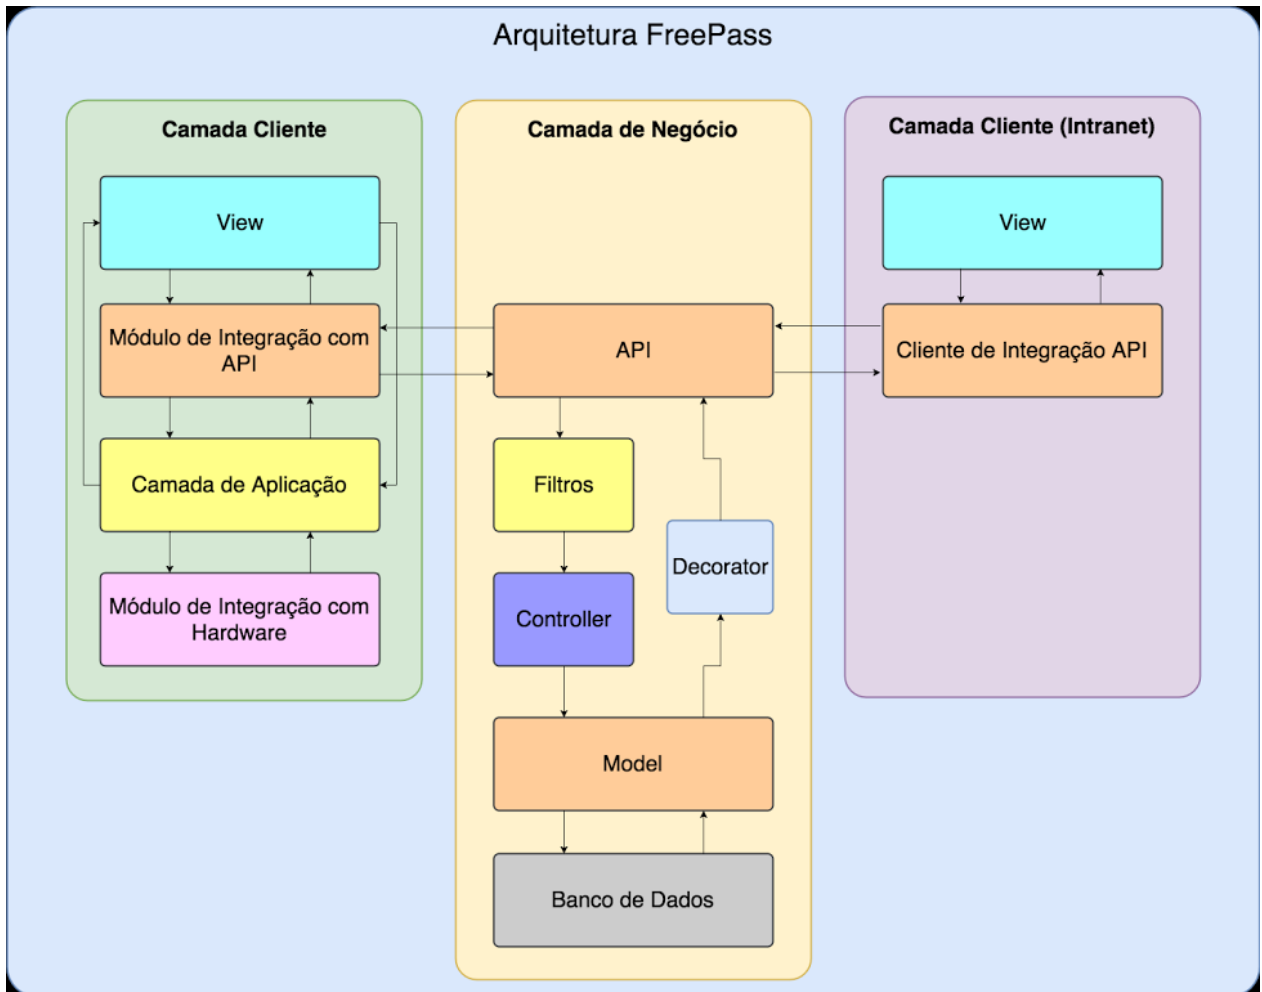 Arquitetura FreePass
Camada Cliente
View
Módulo de Integração com
API
Camada de Aplicação
Módulo de Integração com
Hardware
Camada de Negócio
API
Filtros
Decorator
Controller
Model
Banco de Dados
Camada Cliente (Intranet)
View
Cliente de Integração API